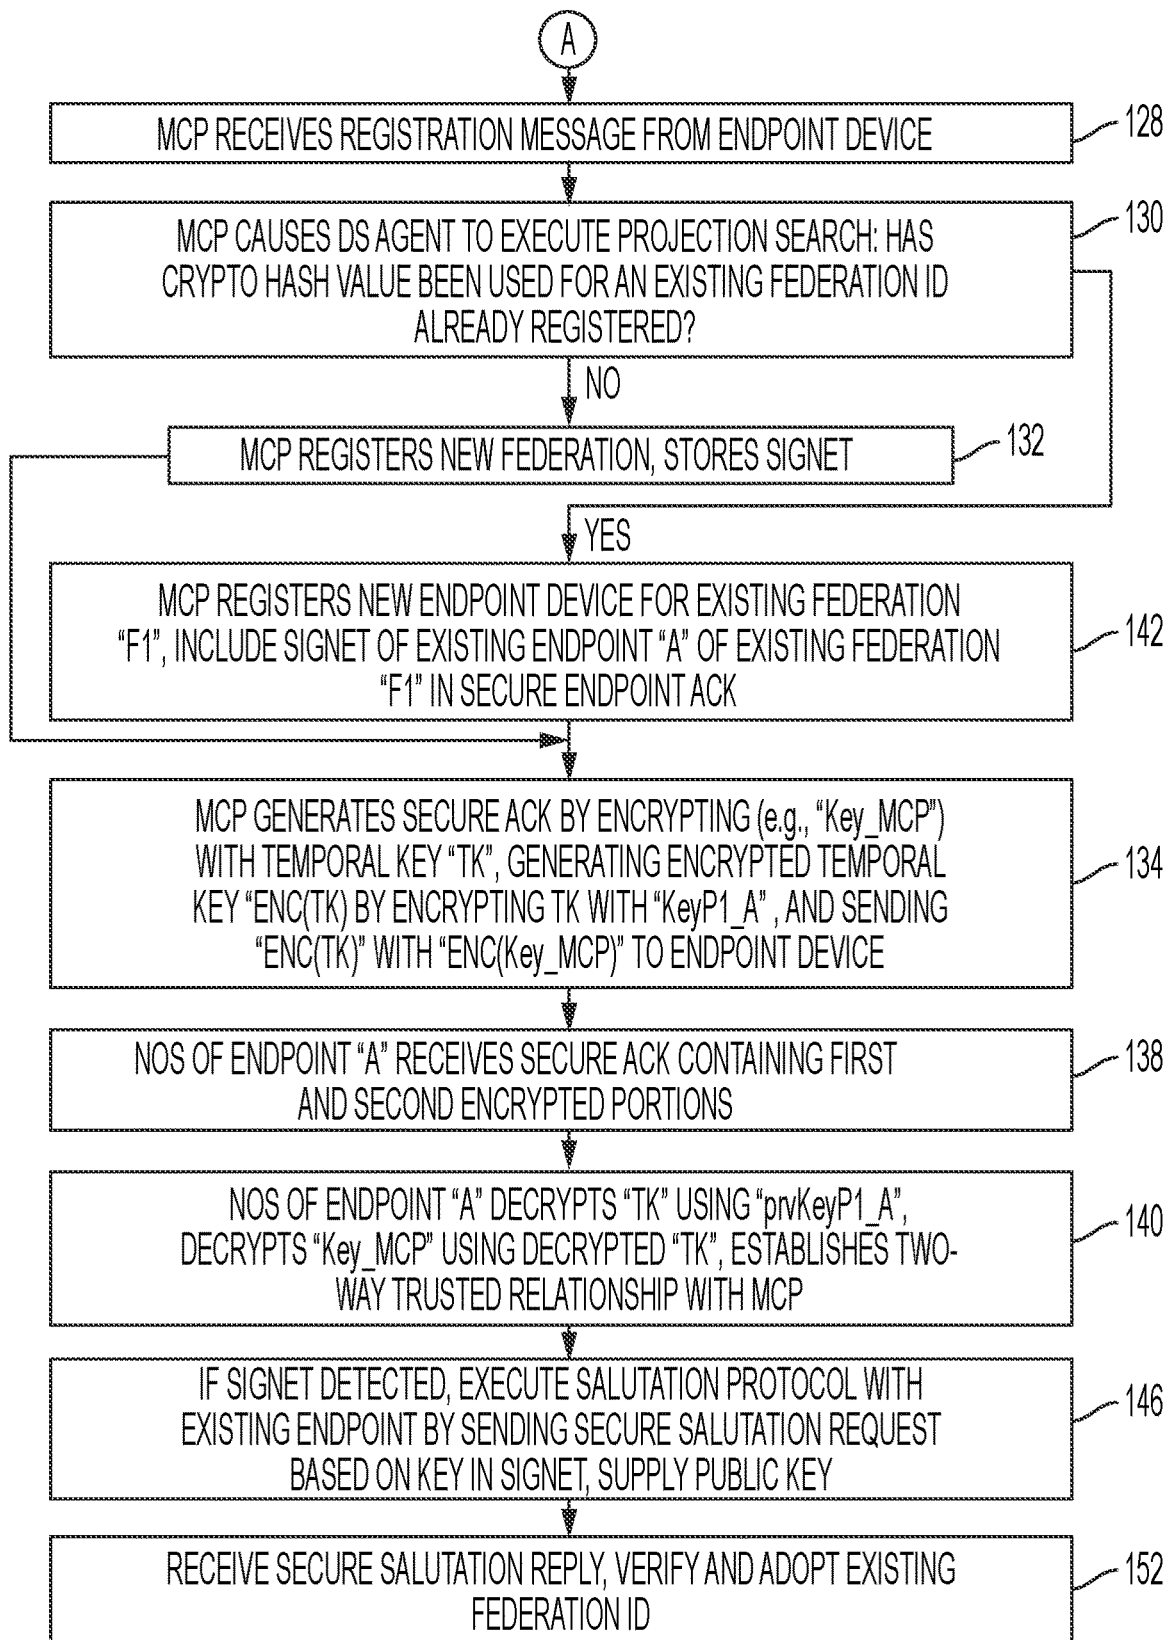 A
MCP RECEIVES REGISTRATION MESSAGE FROM ENDPOINT DEVICE
128
MCP CAUSES DS AGENT TO EXECUTE PROJECTION SEARCH: HAS
CRYPTO HASH VALUE BEEN USED FOR AN EXISTING FEDERATION ID
ALREADY REGISTERED?
130
NO
MCP REGISTERS NEW FEDERATION, STORES SIGNET
132
YES
MCP REGISTERS NEW ENDPOINT DEVICE FOR EXISTING FEDERATION
“F1”, INCLUDE SIGNET OF EXISTING ENDPOINT “A” OF EXISTING FEDERATION
“F1” IN SECURE ENDPOINT ACK
142
MCP GENERATES SECURE ACK BY ENCRYPTING (e.g., “Key_MCP”)
WITH TEMPORAL KEY “TK”, GENERATING ENCRYPTED TEMPORAL
KEY “ENC(TK) BY ENCRYPTING TK WITH “KeyP1_A” , AND SENDING
“ENC(TK)” WITH “ENC(Key_MCP)” TO ENDPOINT DEVICE
134
NOS OF ENDPOINT “A” RECEIVES SECURE ACK CONTAINING FIRST
AND SECOND ENCRYPTED PORTIONS
138
NOS OF ENDPOINT “A” DECRYPTS “TK” USING “prvKeyP1_A”,
DECRYPTS “Key_MCP” USING DECRYPTED “TK”, ESTABLISHES TWO-
WAY TRUSTED RELATIONSHIP WITH MCP
140
IF SIGNET DETECTED, EXECUTE SALUTATION PROTOCOL WITH
EXISTING ENDPOINT BY SENDING SECURE SALUTATION REQUEST
BASED ON KEY IN SIGNET, SUPPLY PUBLIC KEY
146
RECEIVE SECURE SALUTATION REPLY, VERIFY AND ADOPT EXISTING
FEDERATION ID
152